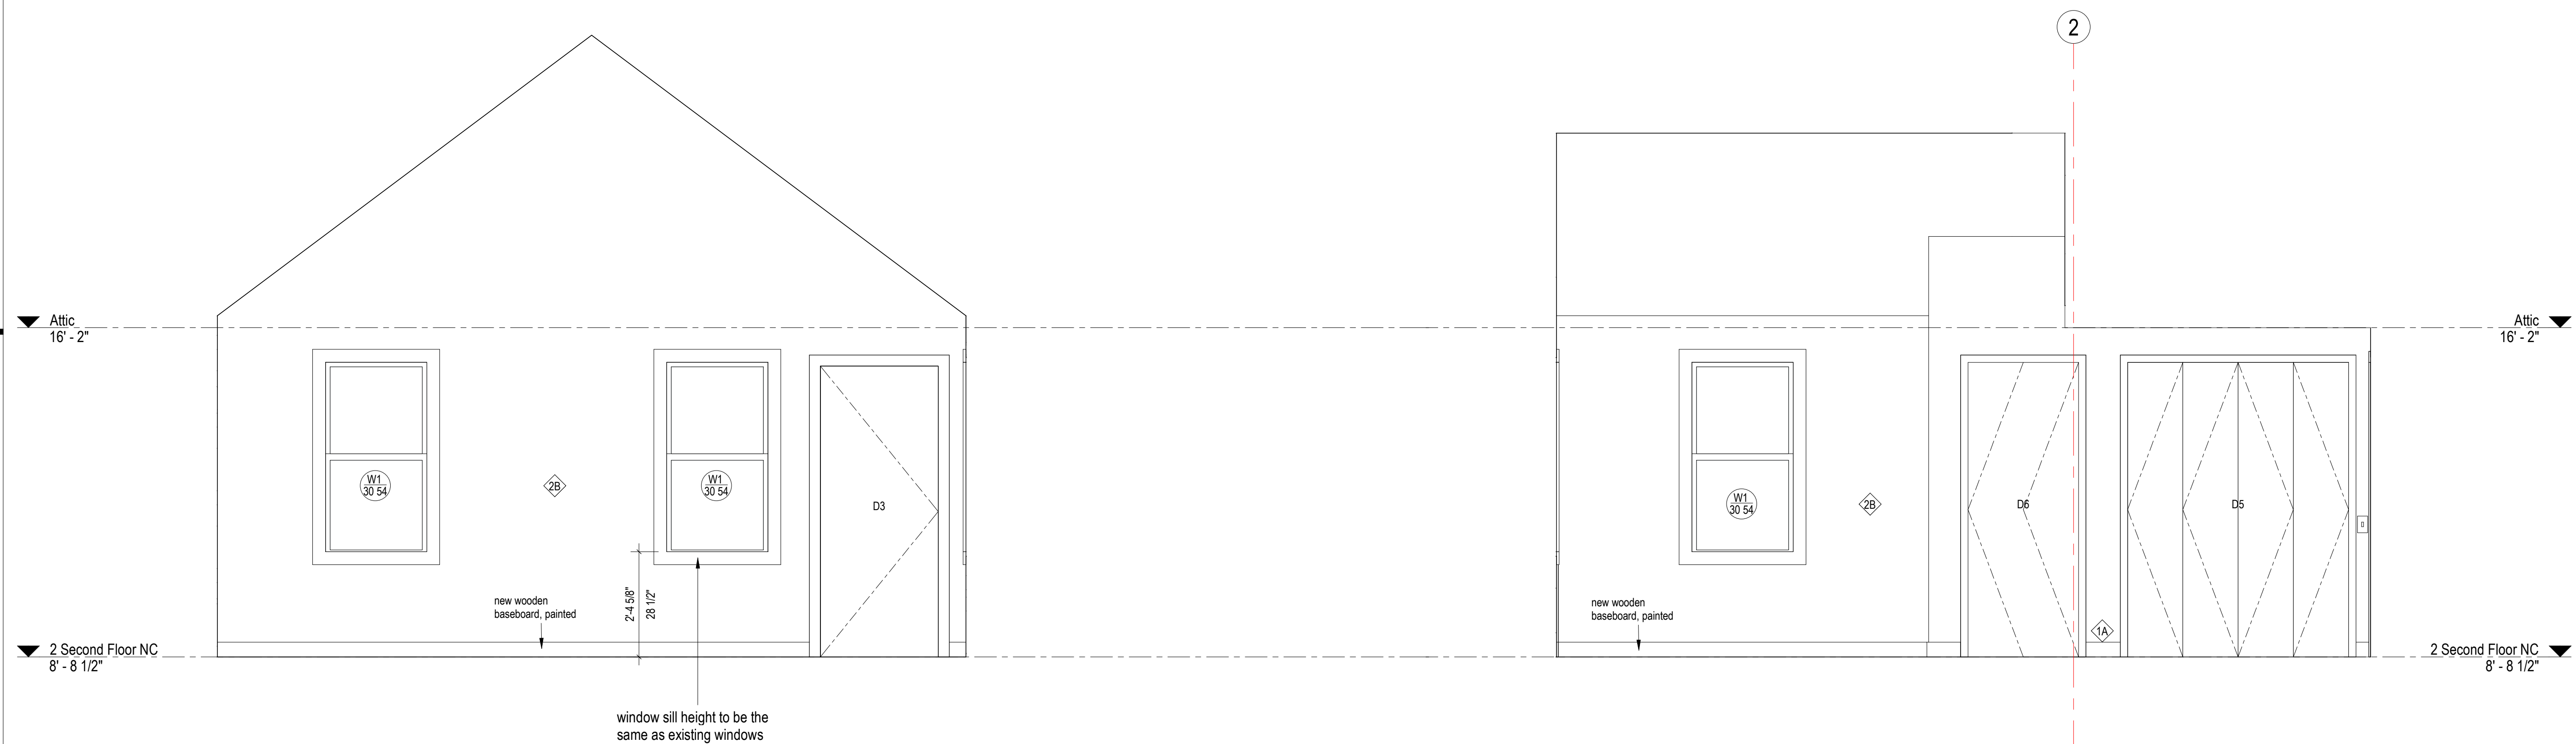 2
Attic
16' - 2"
Attic
16' - 2"
W1
30 54
2B
W1
30 54
D3
W1
30 54
2B
D6
D5
2'-4 5/8"
28 1/2"
new wooden
baseboard, painted
new wooden
baseboard, painted
1A
2 Second Floor NC
8' - 8 1/2"
2 Second Floor NC
8' - 8 1/2"
window sill height to be the
same as existing windows